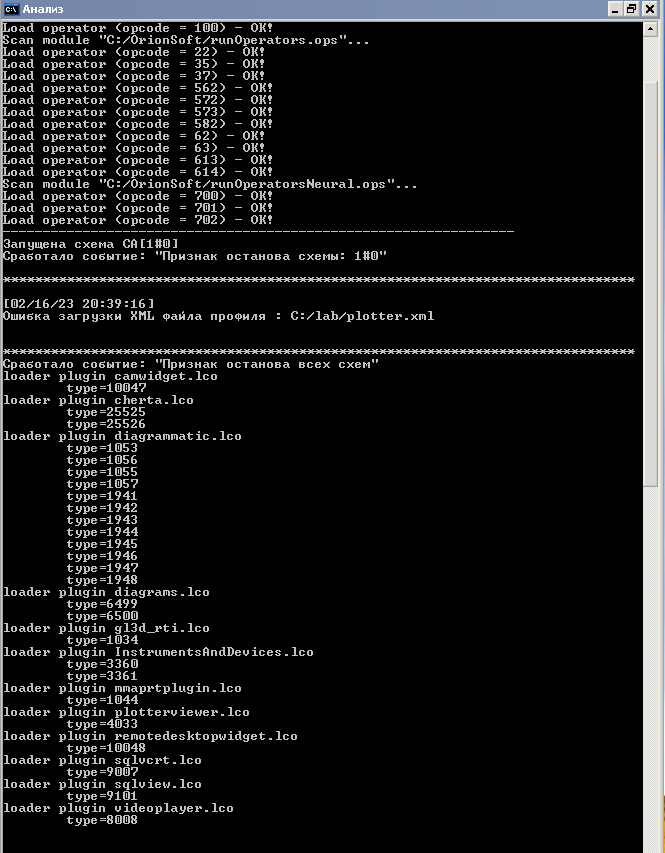 Анализ
Load operator (opcode = 100) - OK!
Scan module "C:/OrionSoft/runOperators.ops"...
Load operator (opcode = 22) - OK!
Load operator (opcode = 35) - OK!
Load operator (opcode = 37) - OK!
Load operator (opcode = 562) - OK!
Load operator (opcode = 572) - OK!
Load operator (opcode = 573) - OK!
Load operator (opcode = 582) - OK!
Load operator (opcode = 62) - OK!
Load operator (opcode = 63) - OK!
Load operator (opcode = 613) - OK!
Load operator (opcode = 614) - OK!
Scan module "C:/OrionSoft/runOperatorsNeural.ops"...
Load operator (opcode = 700) - OK!
Load operator (opcode = 701) - OK!
Load operator (opcode = 702) - OK!
----------------------------------------------------------------
Запущена схема CA[1#0]
Сработало событие: "Признак останова схемы: 1#0"
*******************************************************************************
[02/16/23 20:39:16]
Ошибка загрузки XML файла профиля : C:/lab/plotter.xml
*******************************************************************************
Сработало событие: "Признак останова всех схем"
loader plugin camwidget.lco
type=10047
loader plugin cherta.lco
type=25525
type=25526
loader plugin diagrammatic.lco
type=1053
type=1056
type=1055
type=1057
type=1941
type=1942
type=1943
type=1944
type=1945
type=1946
type=1947
type=1948
loader plugin diagrams.lco
type=6499
type=6500
loader plugin gl3d_rti.lco
type=1034
loader plugin InstrumentsAndDevices.lco
type=3360
type=3361
loader plugin mmaprtplugin.lco
type=1044
loader plugin plotterviewer.lco
type=4033
loader plugin remotedesktopwidget.lco
type=10048
loader plugin sqlvcrt.lco
type=9007
loader plugin sqlview.lco
type=9101
loader plugin videoplayer.lco
type=8008